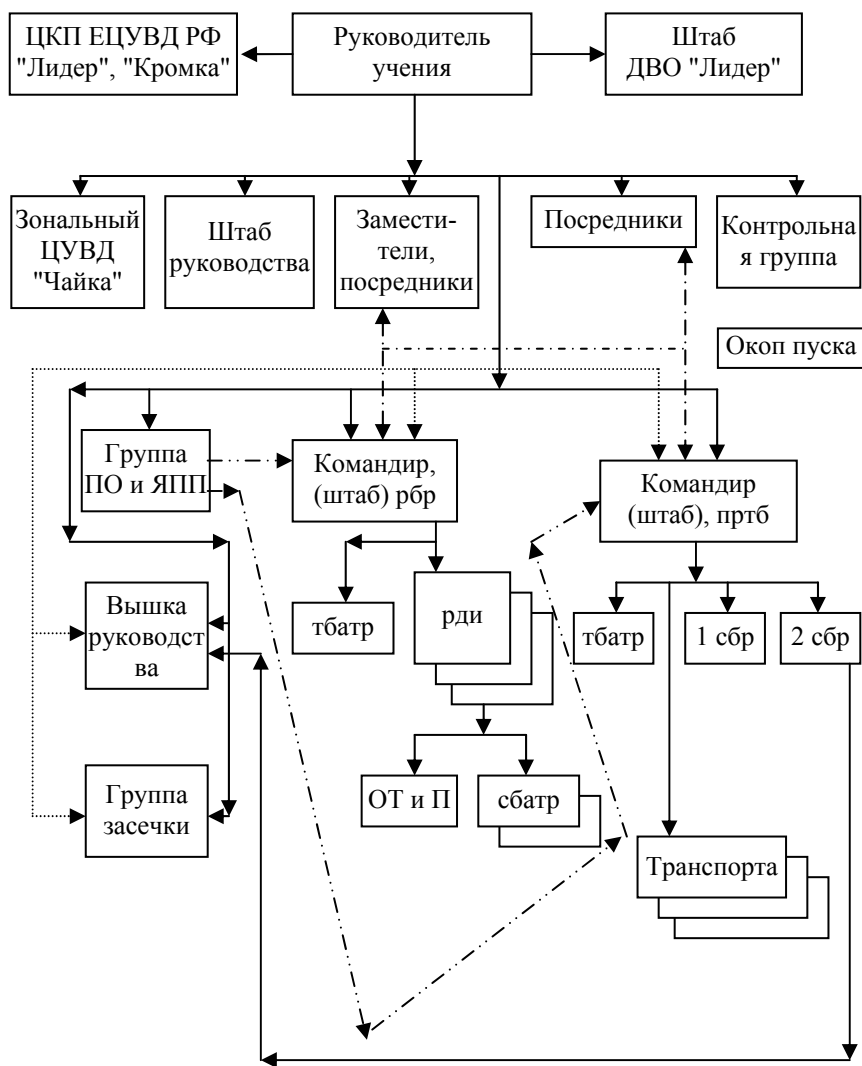 ЦКП ЕЦУВД РФ
"Лидер", "Кромка"
Руководитель
учения
Штаб
ДВО "Лидер"
Зональный
ЦУВД
"Чайка"
Штаб
руководства
Замести-
тели,
посредники
Посредники
Контрольна
я группа
Окоп пуска
Группа
ПО и ЯПП
Командир,
(штаб) рбр
Командир
(штаб), пртб
Вышка
руководст
ва
тбатр
рди
тбатр
1 сбр
2 сбр
Группа
засечки
ОТ и П
сбатр
Транспорта